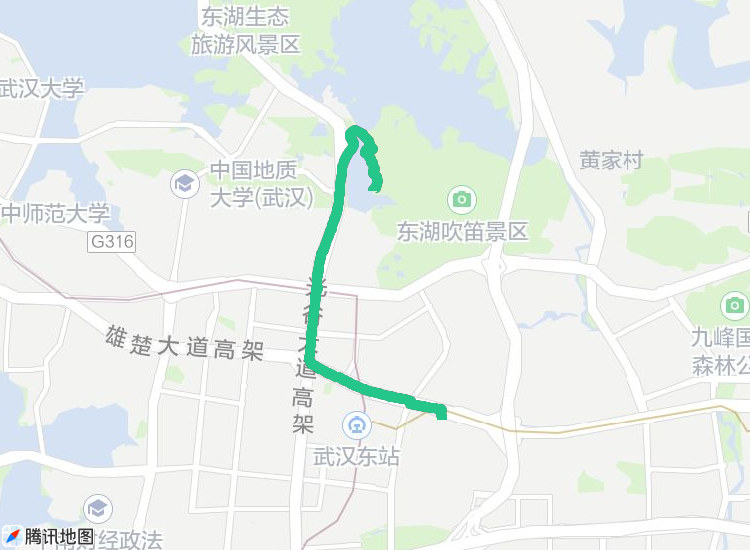 东湖生态
旅游风景区
武汉大学
黄家村
中国地质
大学(武汉)
中师范大学
东湖吹笛景区
G316
光谷大道高架
雄楚大道高架
九峰国
森林公
武汉东站
中南财经政法
腾讯地图